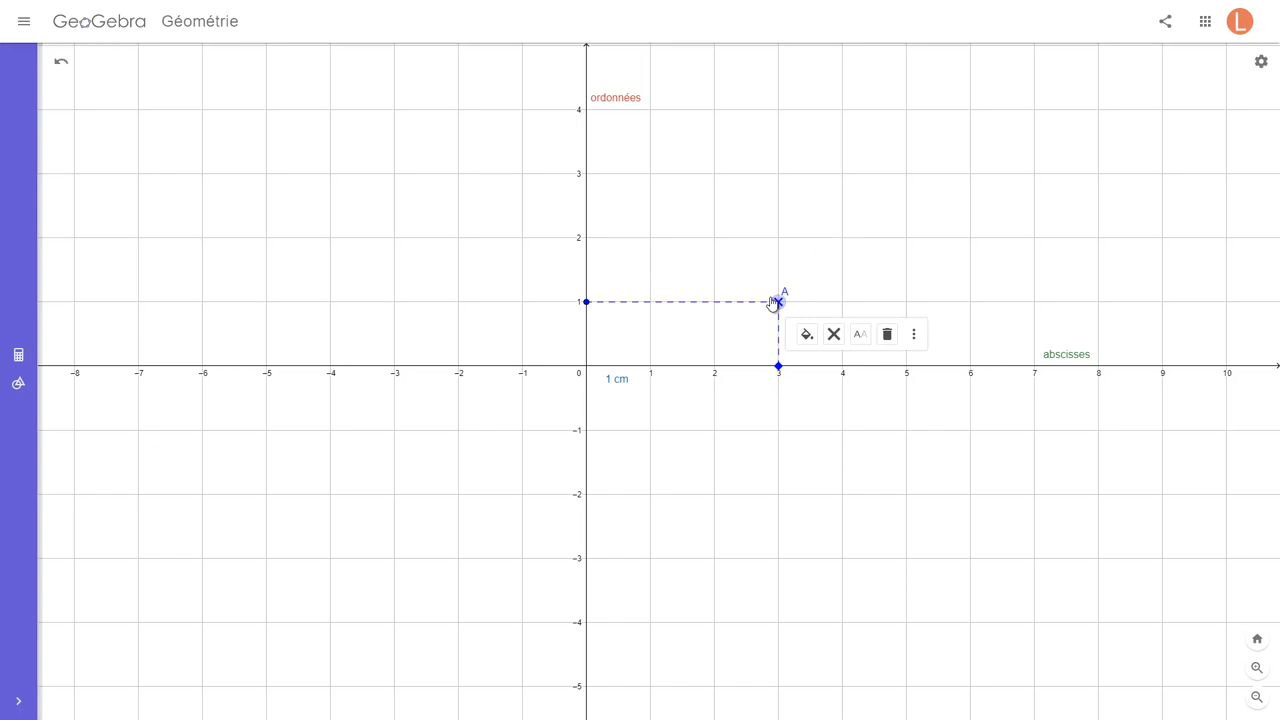 GeoGebra Géométrie L
ordonnées
4
3
2
A
1
AA
abscisses
−8 −7 −6 −5 −4 −3 −2 −1 0 1 2 3 4 5 6 7 8 9 10
1 cm
−1
−2
−3
−4
−5